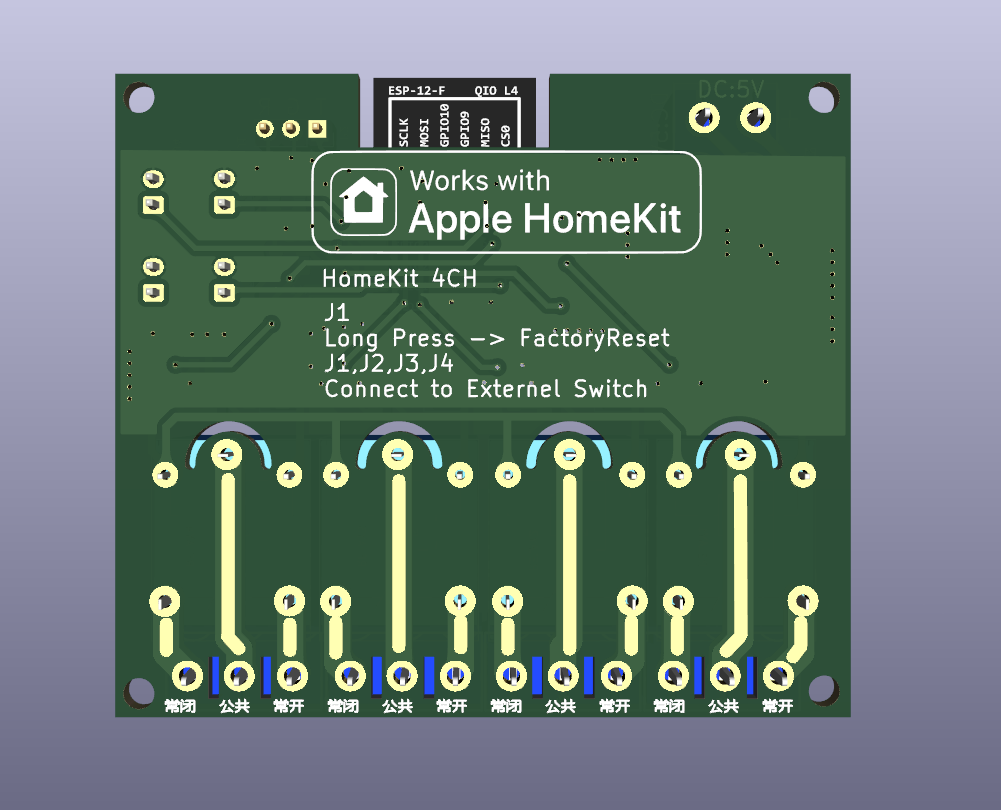 ESP-12-F QIO L4
SCLK
MOSI
GPIO10
GPIO9
MISO
CS0
DC:5V
Works with
Apple HomeKit
HomeKit 4CH
J1
Long Press -> FactoryReset
J1,J2,J3,J4
Connect to Externel Switch
常闭 公共 常开 常闭 公共 常开 常闭 公共 常开 常闭 公共 常开